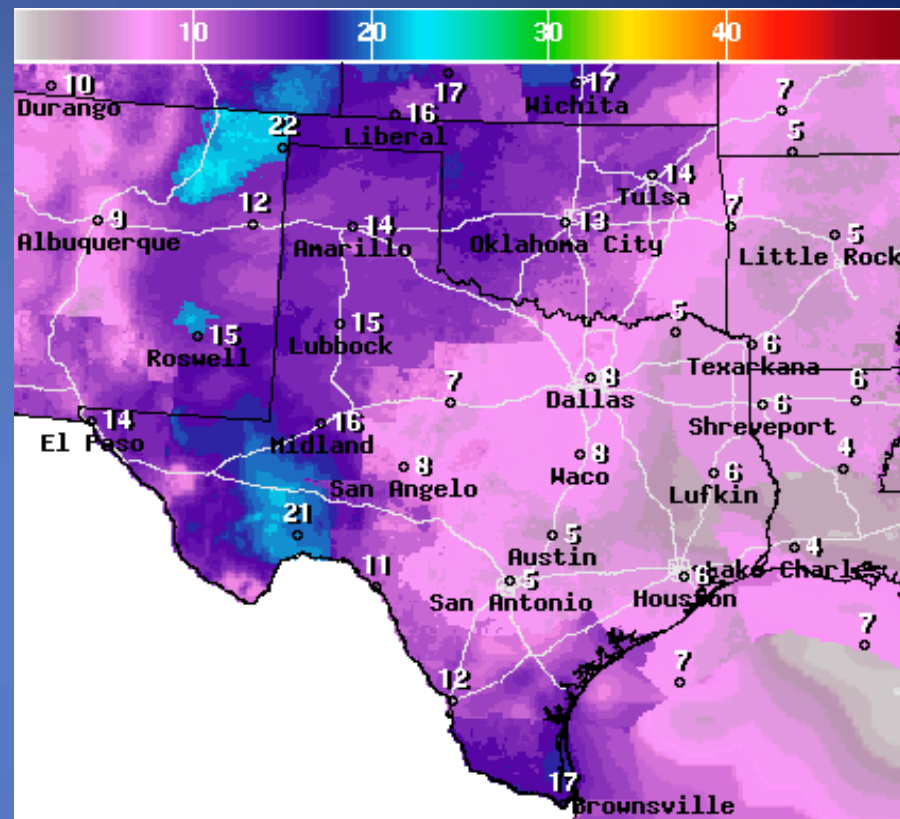 10 20 30 40
10
Durango
17
16
Liberal
17
Wichita
7
5
22
14
Tulsa
9
Albuquerque
12
14
Amarillo
13
Oklahoma City
7
5
Little Rock
15
Roswell
15
Lubbock
5
6
Texarkana
8
Dallas
7
6
Shreveport
6
14
El Paso
16
Midland
8
San Angelo
8
Waco
6
Lufkin
4
21
5
Austin
4
Lake Charles
11
5
San Antonio
6
Houston
7
7
12
17
Brownsville